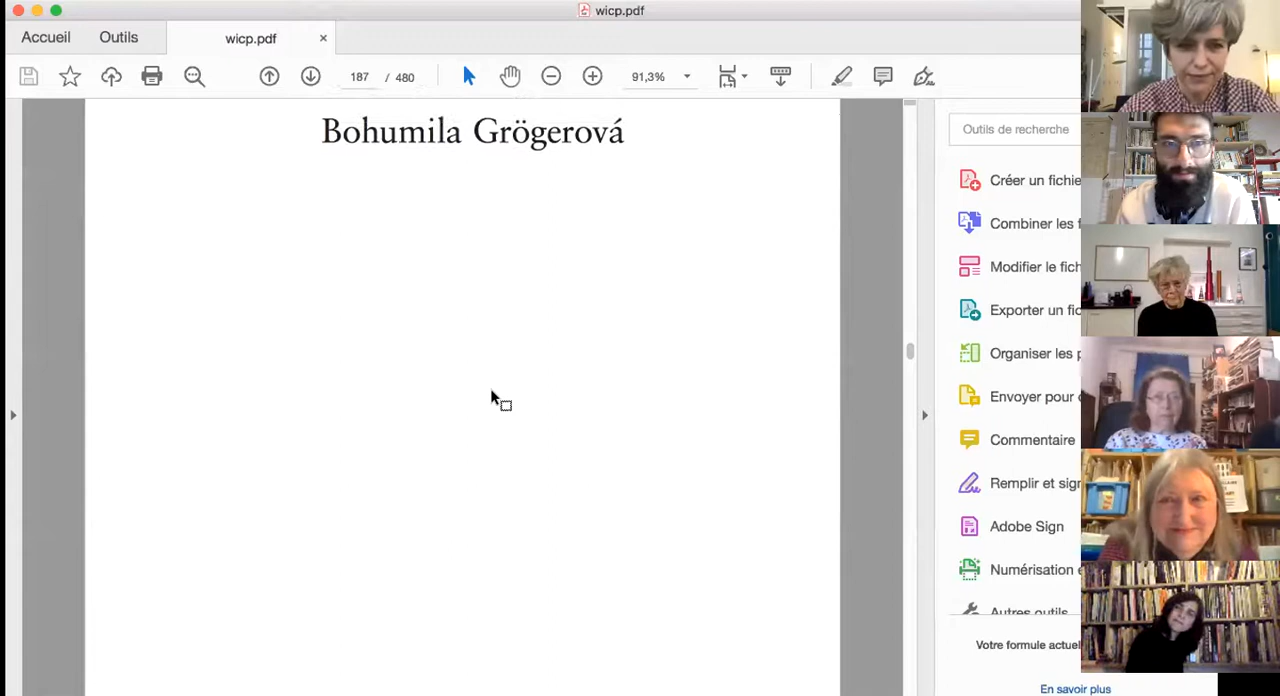 wicp.pdf
Accueil
Outils
wicp.pdf
×
187 / 480
91,3%
Bohumila Grögerová
Outils de recherche
Créer un fichie
Combiner les f
Modifier le fich
Exporter un fic
Organiser les p
Envoyer pour c
Commentaire
Remplir et sign
Adobe Sign
Numérisation e
Autres outils
Votre formule actuel
En savoir plus